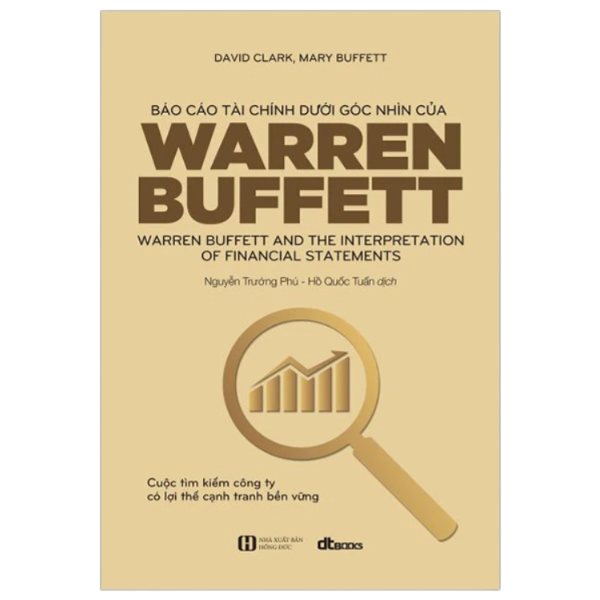 DAVID CLARK, MARY BUFFETT
BÁO CÁO TÀI CHÍNH DƯỚI GÓC NHÌN CỦA
WARREN
BUFFETT
WARREN BUFFETT AND THE INTERPRETATION
OF FINANCIAL STATEMENTS
Nguyễn Trường Phú - Hồ Quốc Tuấn dịch
Cuộc tìm kiếm công ty
có lợi thế cạnh tranh bền vững
NHÀ XUẤT BẢN
HỒNG ĐỨC
dtBOOKS